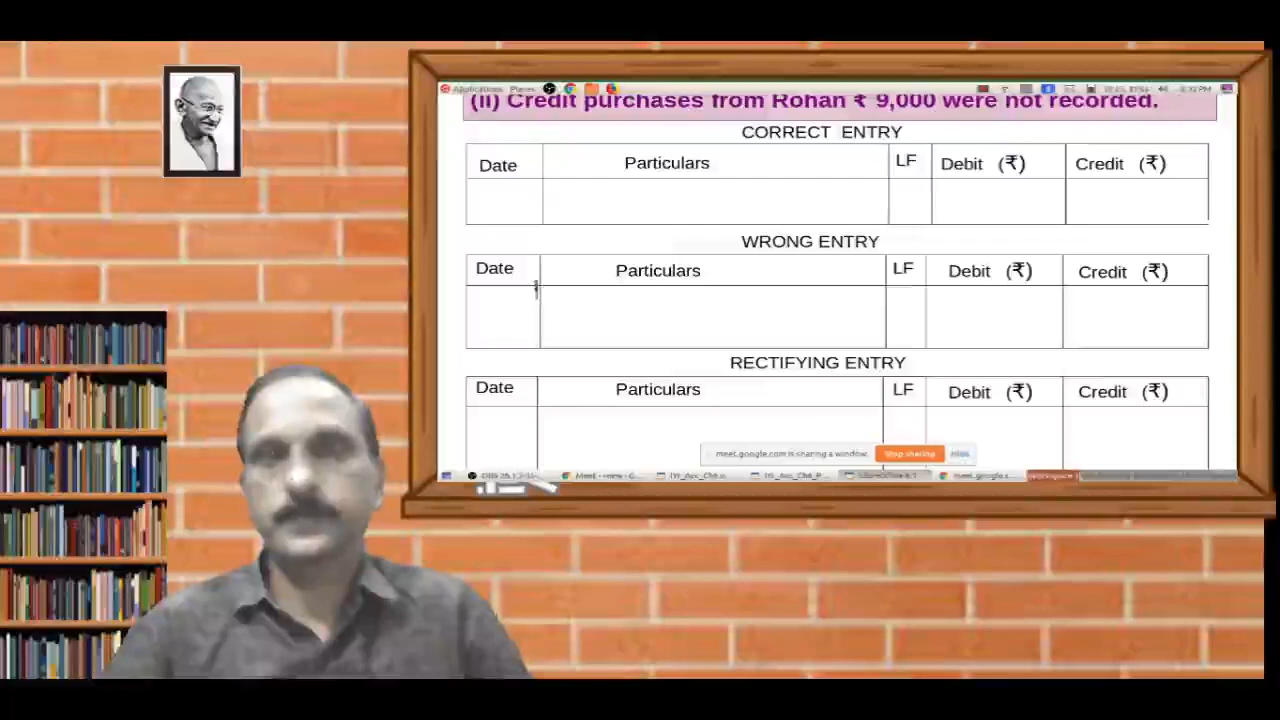 Applications Places
(ii) Credit purchases from Rohan ₹ 9,000 were not recorded.
CORRECT ENTRY
Date Particulars LF Debit (₹) Credit (₹)
WRONG ENTRY
Date Particulars LF Debit (₹) Credit (₹)
RECTIFYING ENTRY
Date Particulars LF Debit (₹) Credit (₹)
meet.google.com is sharing a window. Stop sharing Hide